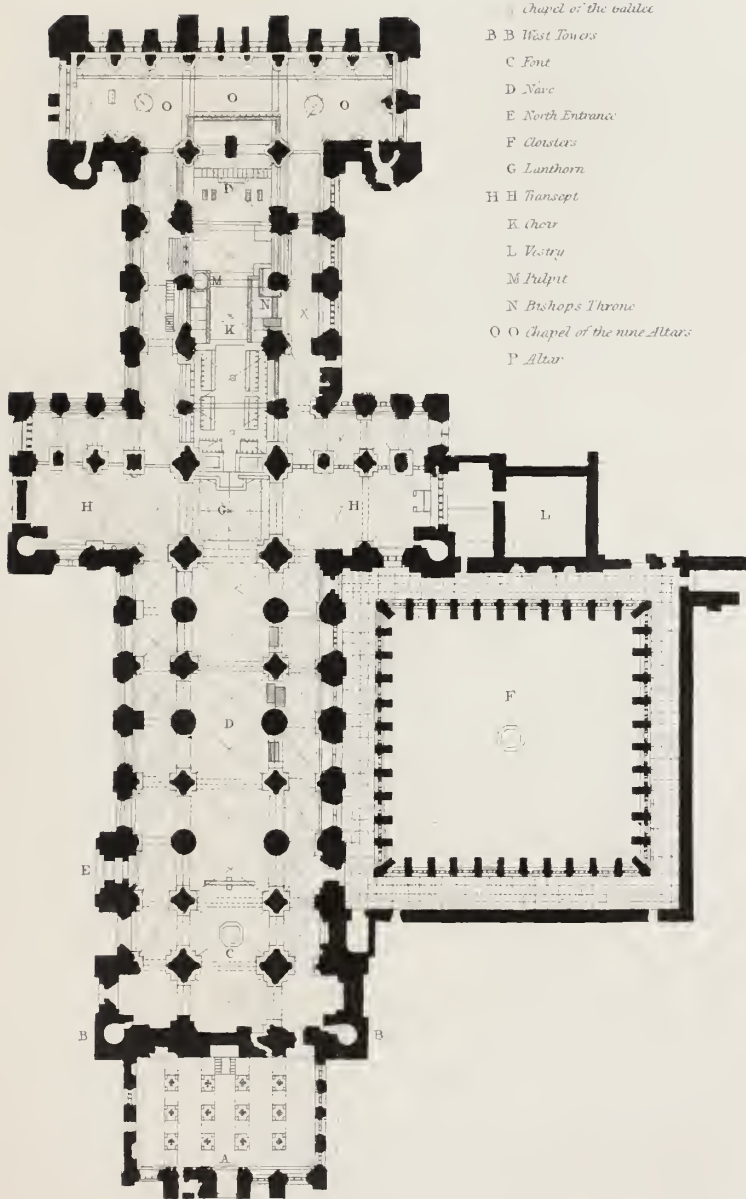 Chapel of the Galilee
B B West Towers
C Font
D Nave
E North Entrance
F Cloisters
G Lanthorn
H H Transept
K Choir
L Vestry
M Pulpit
N Bishops Throne
O O Chapel of the nine Altars
P Altar
O O O
P
M
N
K
H G H
L
D
F
E
C
B B
A